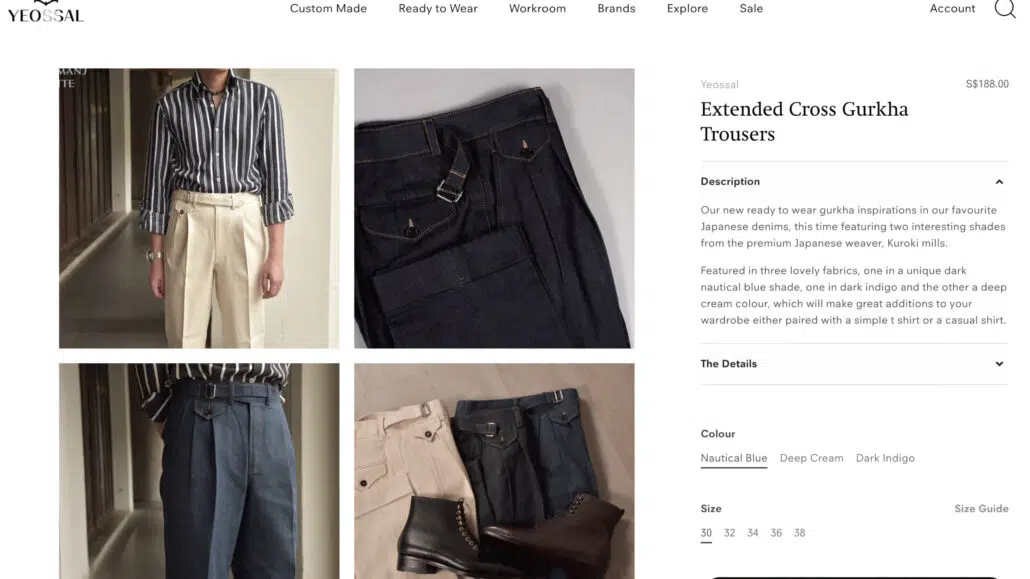 YEOSSAL
Custom Made
Ready to Wear
Workroom
Brands
Explore
Sale
Account
MANJ
TTE
Yeossal
S$188.00
Extended Cross Gurkha
Trousers
Description
Our new ready to wear gurkha inspirations in our favourite
Japanese denims, this time featuring two interesting shades
from the premium Japanese weaver, Kuroki mills.
Featured in three lovely fabrics, one in a unique dark
nautical blue shade, one in dark indigo and the other a deep
cream colour, which will make great additions to your
wardrobe either paired with a simple t shirt or a casual shirt.
The Details
Colour
Nautical Blue
Deep Cream
Dark Indigo
Size
Size Guide
30
32
34
36
38